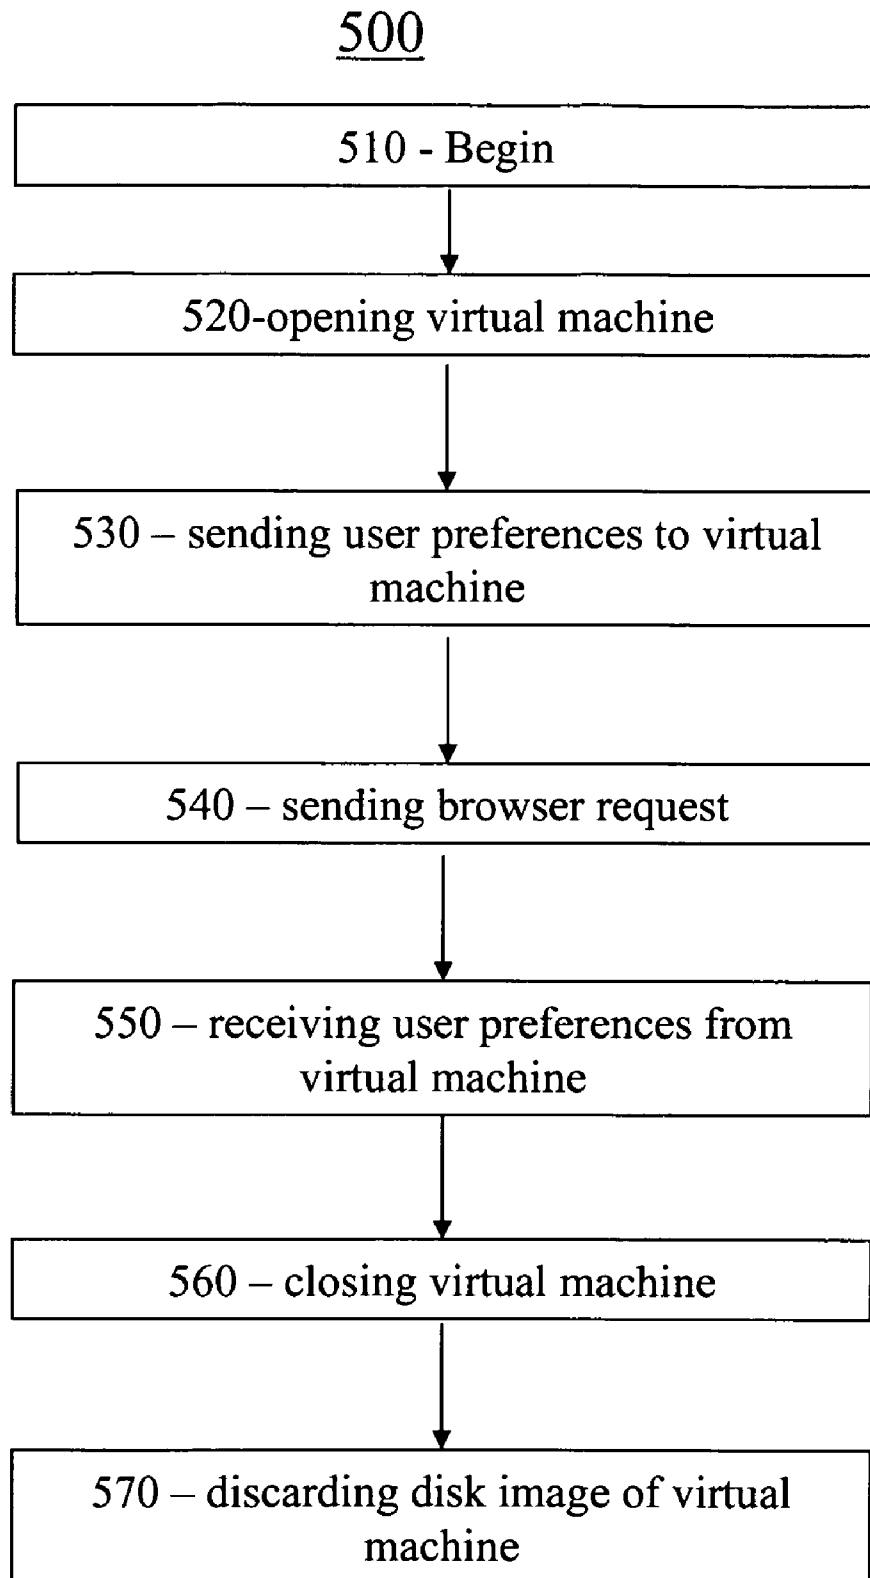 500
510 - Begin
520-opening virtual machine
530 – sending user preferences to virtual
machine
540 – sending browser request
550 – receiving user preferences from
virtual machine
560 – closing virtual machine
570 – discarding disk image of virtual
machine